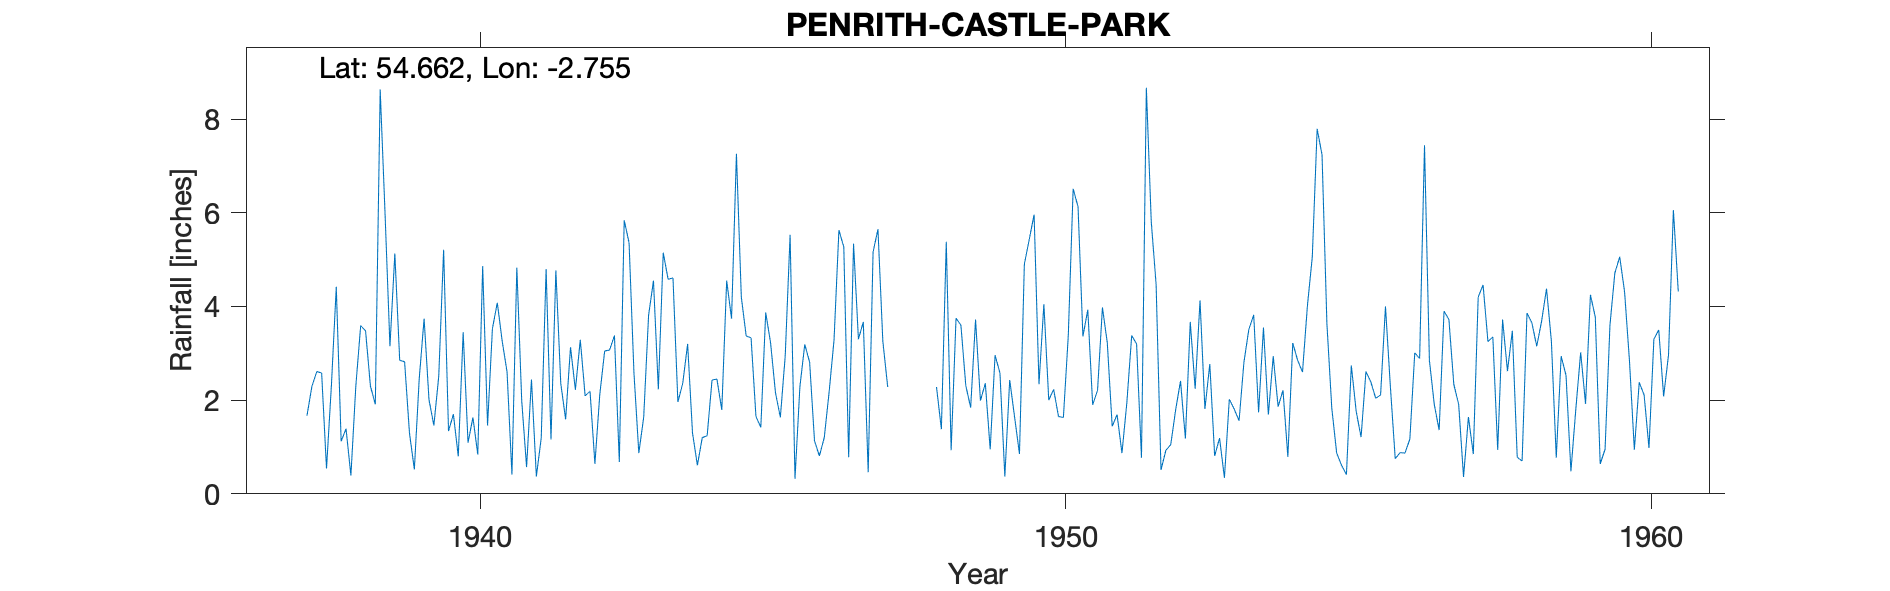 PENRITH-CASTLE-PARK
Lat: 54.662, Lon: -2.755
Rainfall [inches]
8
6
4
2
0
1940
1950
1960
Year